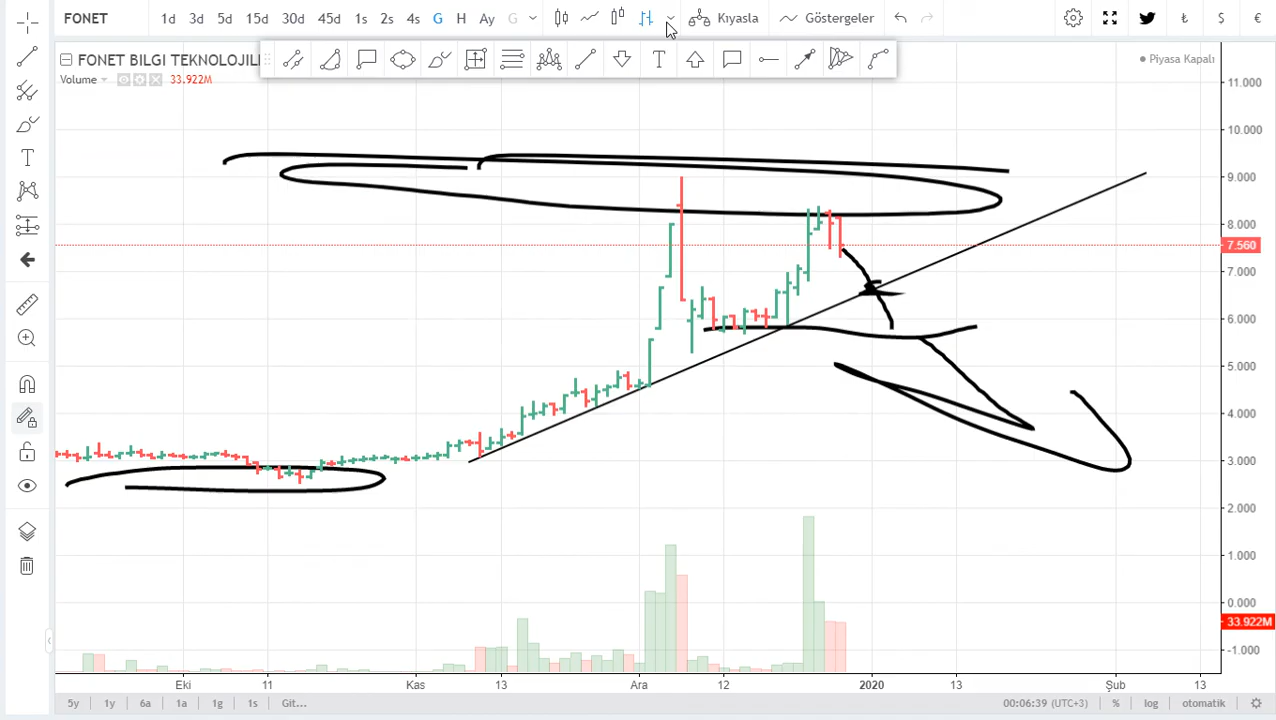 FONET 1d 3d 5d 15d 30d 45d 1s 2s 4s G H Ay G Kıyasla Göstergeler ₺ $ €
FONET BILGI TEKNOLOJILE
Piyasa Kapalı
Volume 33.922M
11.000
10.000
9.000
8.000
7.560
7.000
6.000
5.000
4.000
3.000
2.000
1.000
0.000
33.922M
-1.000
Eki 11 Kas 13 Ara 12 2020 13 Şub 13
5y 1y 6a 1a 1g 1s Git... 00:06:39 (UTC+3) % log otomatik